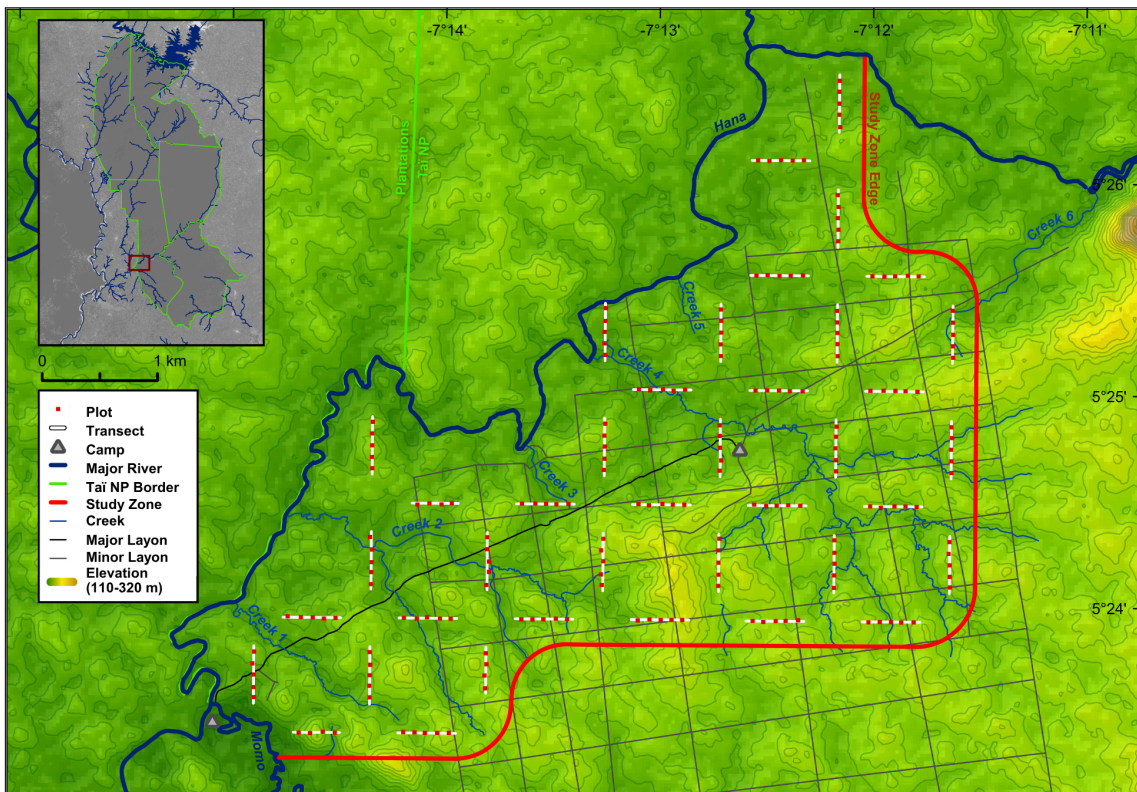 -7°14'
-7°13'
-7°12'
-7°11'
Hana
Study Zone Edge
Plantations
Taï NP
5°26'
Creek 6
Creek 5
0
1 km
Creek 4
5°25'
Plot
Transect
Camp
Major River
Taï NP Border
Study Zone
Creek
Major Layon
Minor Layon
Elevation
(110-320 m)
Creek 3
Creek 2
Creek 1
5°24'
Momo